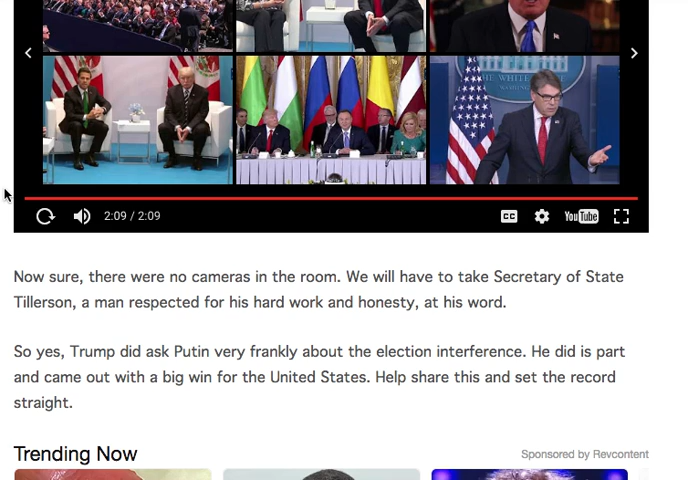 THE WHITE HOUSE
2:09 / 2:09
CC
YouTube
Now sure, there were no cameras in the room. We will have to take Secretary of State
Tillerson, a man respected for his hard work and honesty, at his word.
So yes, Trump did ask Putin very frankly about the election interference. He did is part
and came out with a big win for the United States. Help share this and set the record
straight.
Trending Now
Sponsored by Revcontent